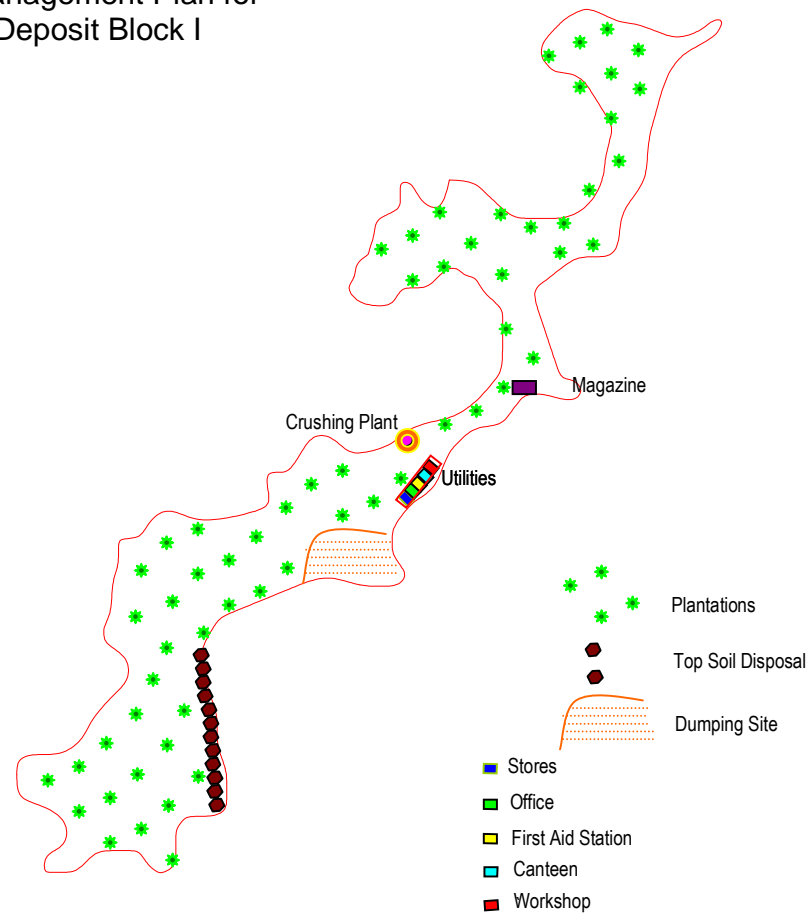 Deposit Block I
Magazine
Crushing Plant
Utilities
Plantations
Top Soil Disposal
Dumping Site
Stores
Office
First Aid Station
Canteen
Workshop